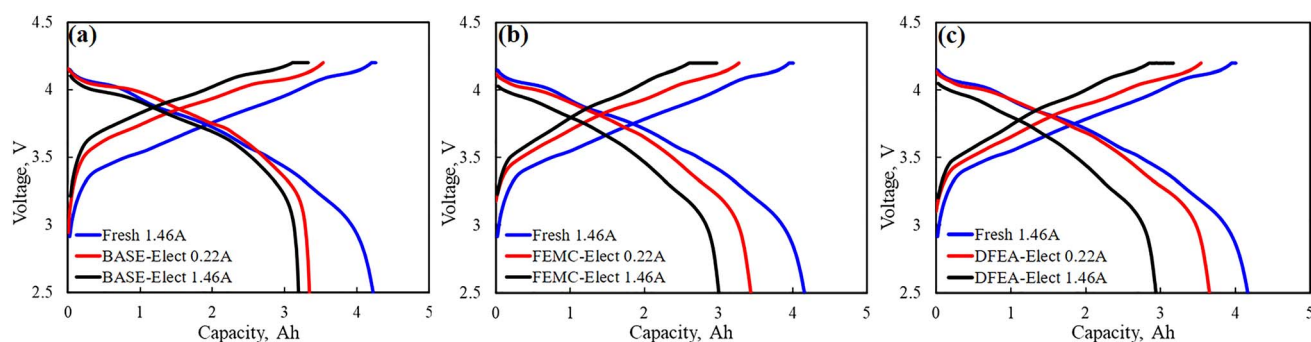 (a)
4.5
4
3.5
3
2.5
Voltage, V
Fresh 1.46A
BASE-Elect 0.22A
BASE-Elect 1.46A
0 1 2 3 4 5
Capacity, Ah
(b)
4.5
4
3.5
3
2.5
Voltage, V
Fresh 1.46A
FEMC-Elect 0.22A
FEMC-Elect 1.46A
0 1 2 3 4 5
Capacity, Ah
(c)
4.5
4
3.5
3
2.5
Voltage, V
Fresh 1.46A
DFEA-Elect 0.22A
DFEA-Elect 1.46A
0 1 2 3 4 5
Capacity, Ah